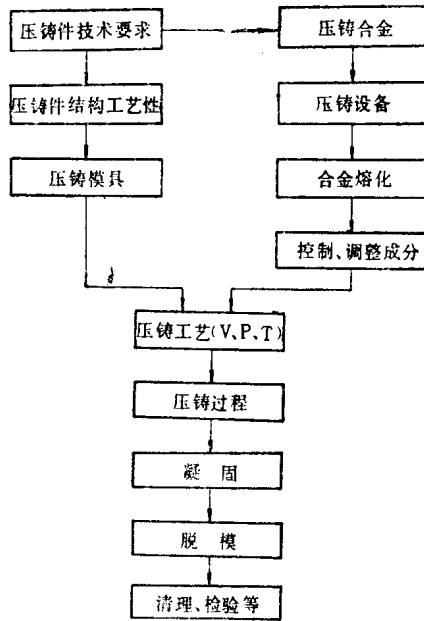 压铸件技术要求
压铸合金
压铸件结构工艺性
压铸设备
压铸模具
合金熔化
控制、调整成分
压铸工艺(V、P、T)
压铸过程
凝固
脱模
清理、检验等